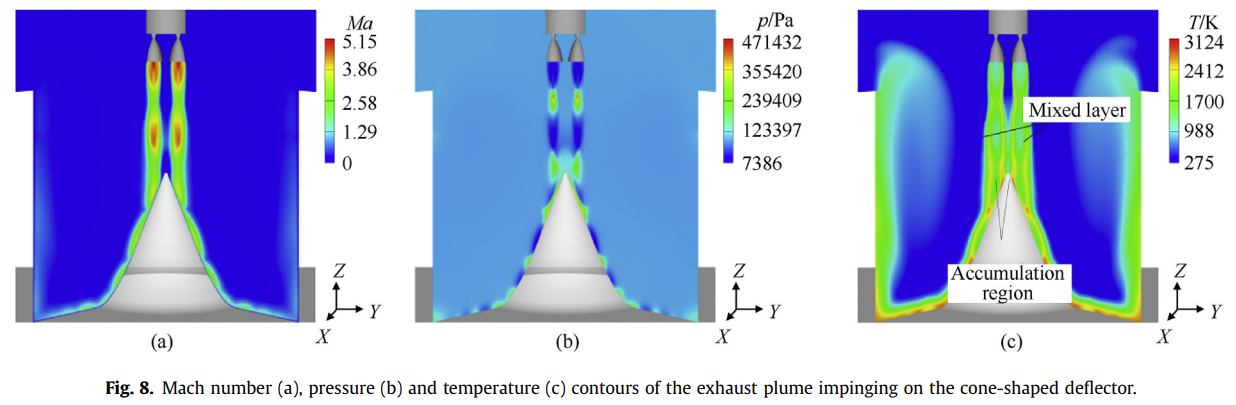 Ma
5.15
3.86
2.58
1.29
0
Z
Y
X
(a)
p/Pa
471432
355420
239409
123397
7386
Z
Y
X
(b)
T/K
3124
2412
1700
988
275
Mixed layer
Accumulation
region
Z
Y
X
(c)
Fig. 8. Mach number (a), pressure (b) and temperature (c) contours of the exhaust plume impinging on the cone-shaped deflector.